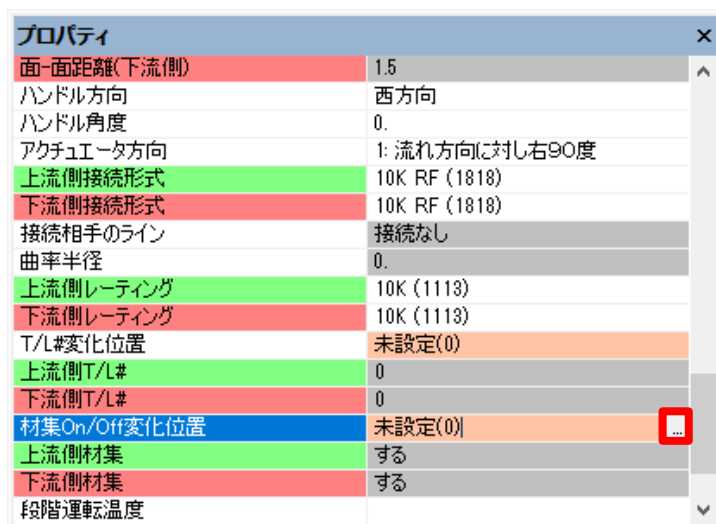 プロパティ ×
面-面距離(下流側) 1.5
ハンドル方向 西方向
ハンドル角度 0.
アクチュエータ方向 1: 流れ方向に対し右90度
上流側接続形式 10K RF (1818)
下流側接続形式 10K RF (1818)
接続相手のライン 接続なし
曲率半径 0.
上流側レーティング 10K (1113)
下流側レーティング 10K (1113)
T/L#変化位置 未設定(0)
上流側T/L# 0
下流側T/L# 0
材集On/Off変化位置 未設定(0) ...
上流側材集 する
下流側材集 する
段階運転温度